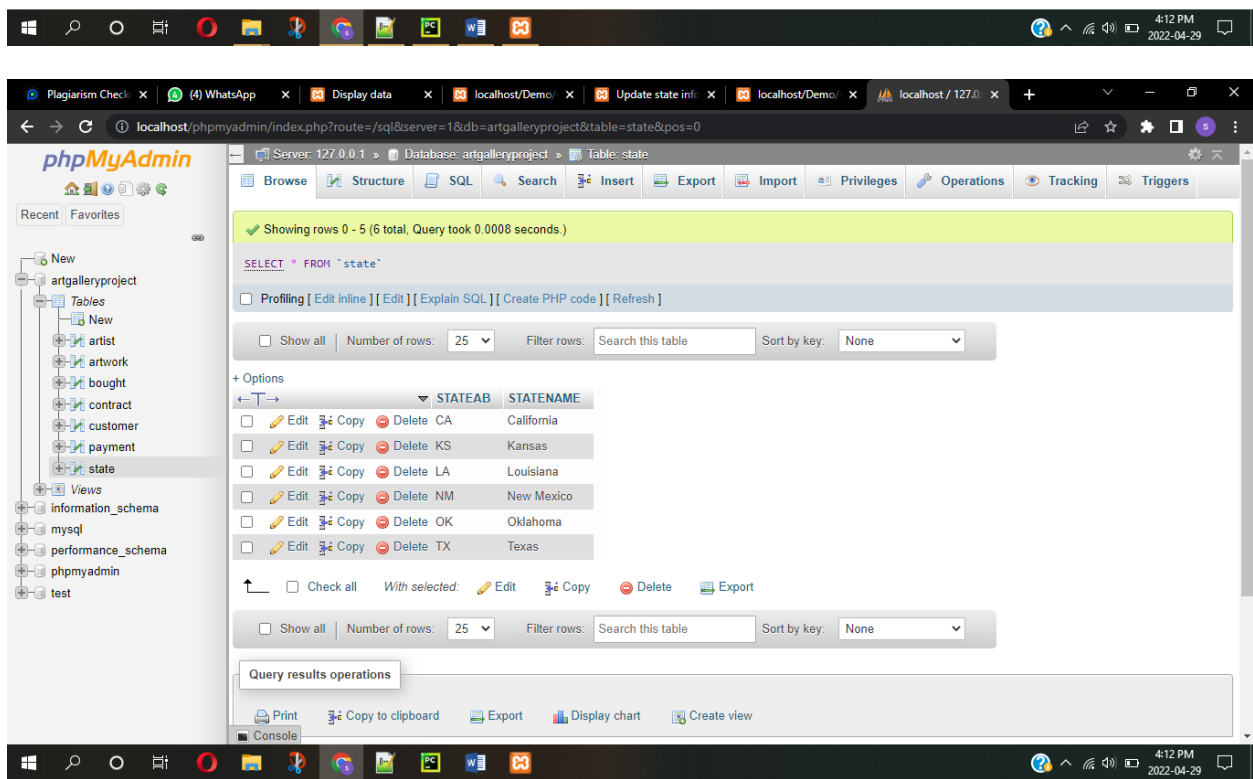 4:12 PM
2022-04-29
Plagiarism Check (4) WhatsApp Display data localhost/Demo/ Update state info localhost/Demo/ localhost / 127.0.
localhost/phpmyadmin/index.php?route=/sql&server=1&db=artgalleryproject&table=state&pos=0
phpMyAdmin
Recent Favorites
New
artgalleryproject
Tables
New
artist
artwork
bought
contract
customer
payment
state
Views
information_schema
mysql
performance_schema
phpmyadmin
test
Server: 127.0.0.1 » Database: artgalleryproject » Table: state
Browse Structure SQL Search Insert Export Import Privileges Operations Tracking Triggers
Showing rows 0 - 5 (6 total, Query took 0.0008 seconds.)
SELECT * FROM `state`
Profiling [ Edit inline ] [ Edit ] [ Explain SQL ] [ Create PHP code ] [ Refresh ]
Show all | Number of rows: 25 Filter rows: Search this table Sort by key: None
+ Options
←T→ STATEAB STATENAME
Edit Copy Delete CA California
Edit Copy Delete KS Kansas
Edit Copy Delete LA Louisiana
Edit Copy Delete NM New Mexico
Edit Copy Delete OK Oklahoma
Edit Copy Delete TX Texas
Check all With selected: Edit Copy Delete Export
Show all | Number of rows: 25 Filter rows: Search this table Sort by key: None
Query results operations
Print Copy to clipboard Export Display chart Create view
Console
4:12 PM
2022-04-29